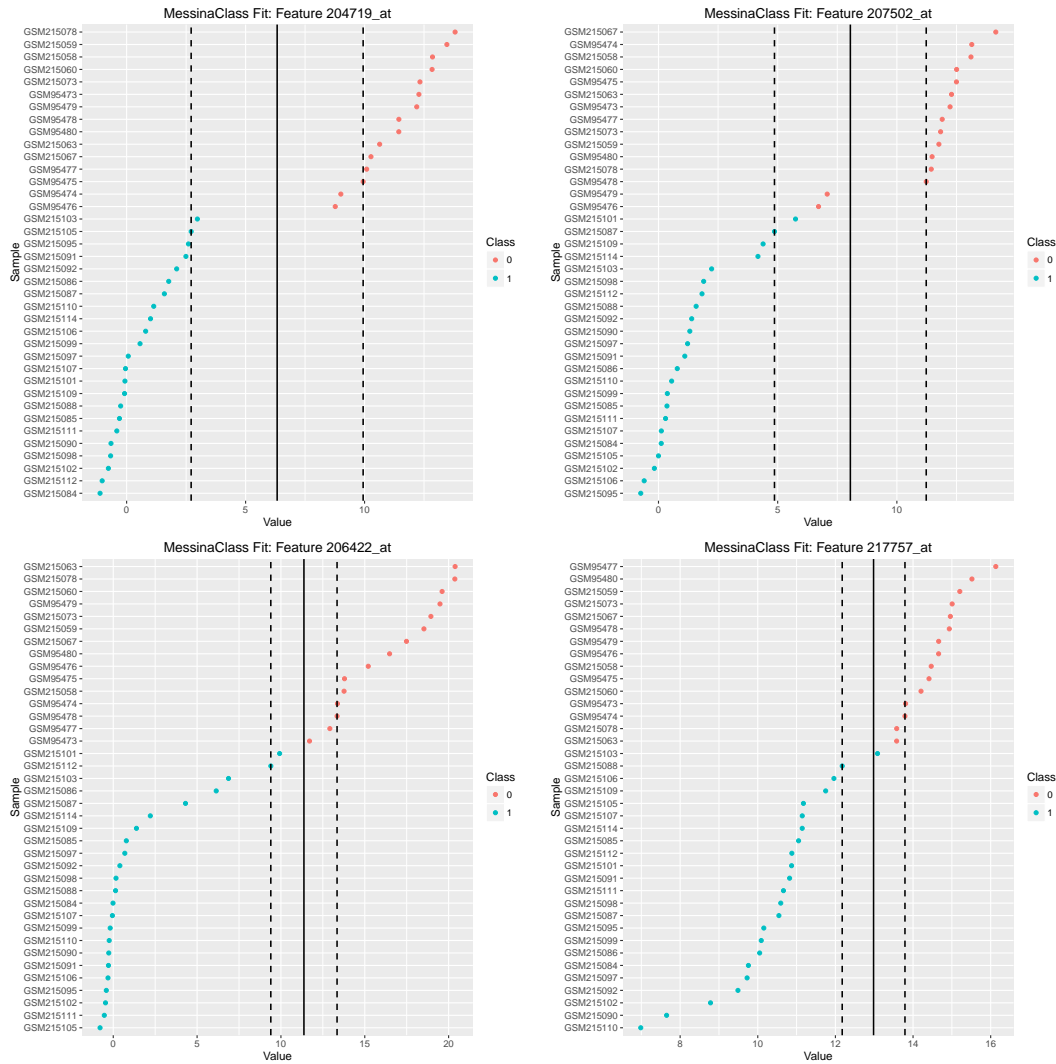 MessinaClass Fit: Feature 204719_at
GSM215078
GSM215059
GSM215058
GSM215060
GSM215073
GSM95473
GSM95479
GSM95478
GSM95480
GSM215063
GSM215067
GSM95477
GSM95475
GSM95474
GSM95476
GSM215103
GSM215105
GSM215095
GSM215091
GSM215092
GSM215086
GSM215087
GSM215110
GSM215114
GSM215106
GSM215099
GSM215097
GSM215107
GSM215101
GSM215109
GSM215088
GSM215085
GSM215111
GSM215090
GSM215098
GSM215102
GSM215112
GSM215084
Sample
0 5 10
Value
Class
0
1
MessinaClass Fit: Feature 207502_at
GSM215067
GSM95474
GSM215058
GSM215060
GSM95475
GSM215063
GSM95473
GSM95477
GSM215073
GSM215059
GSM95480
GSM215078
GSM95478
GSM95479
GSM95476
GSM215101
GSM215087
GSM215109
GSM215114
GSM215103
GSM215098
GSM215112
GSM215088
GSM215092
GSM215090
GSM215097
GSM215091
GSM215086
GSM215110
GSM215099
GSM215085
GSM215111
GSM215107
GSM215084
GSM215105
GSM215102
GSM215106
GSM215095
Sample
0 5 10
Value
Class
0
1
MessinaClass Fit: Feature 206422_at
GSM215063
GSM215078
GSM215060
GSM95479
GSM215073
GSM215059
GSM215067
GSM95480
GSM95476
GSM95475
GSM215058
GSM95474
GSM95478
GSM95477
GSM95473
GSM215101
GSM215112
GSM215103
GSM215086
GSM215087
GSM215114
GSM215109
GSM215085
GSM215097
GSM215092
GSM215098
GSM215088
GSM215084
GSM215107
GSM215099
GSM215110
GSM215090
GSM215091
GSM215106
GSM215095
GSM215102
GSM215111
GSM215105
Sample
0 5 10 15 20
Value
Class
0
1
MessinaClass Fit: Feature 217757_at
GSM95477
GSM95480
GSM215059
GSM215073
GSM215067
GSM95478
GSM95479
GSM95476
GSM215058
GSM95475
GSM215060
GSM95473
GSM95474
GSM215078
GSM215063
GSM215103
GSM215088
GSM215106
GSM215109
GSM215105
GSM215107
GSM215114
GSM215085
GSM215112
GSM215101
GSM215091
GSM215111
GSM215098
GSM215087
GSM215095
GSM215099
GSM215086
GSM215084
GSM215097
GSM215092
GSM215102
GSM215090
GSM215110
Sample
8 10 12 14 16
Value
Class
0
1